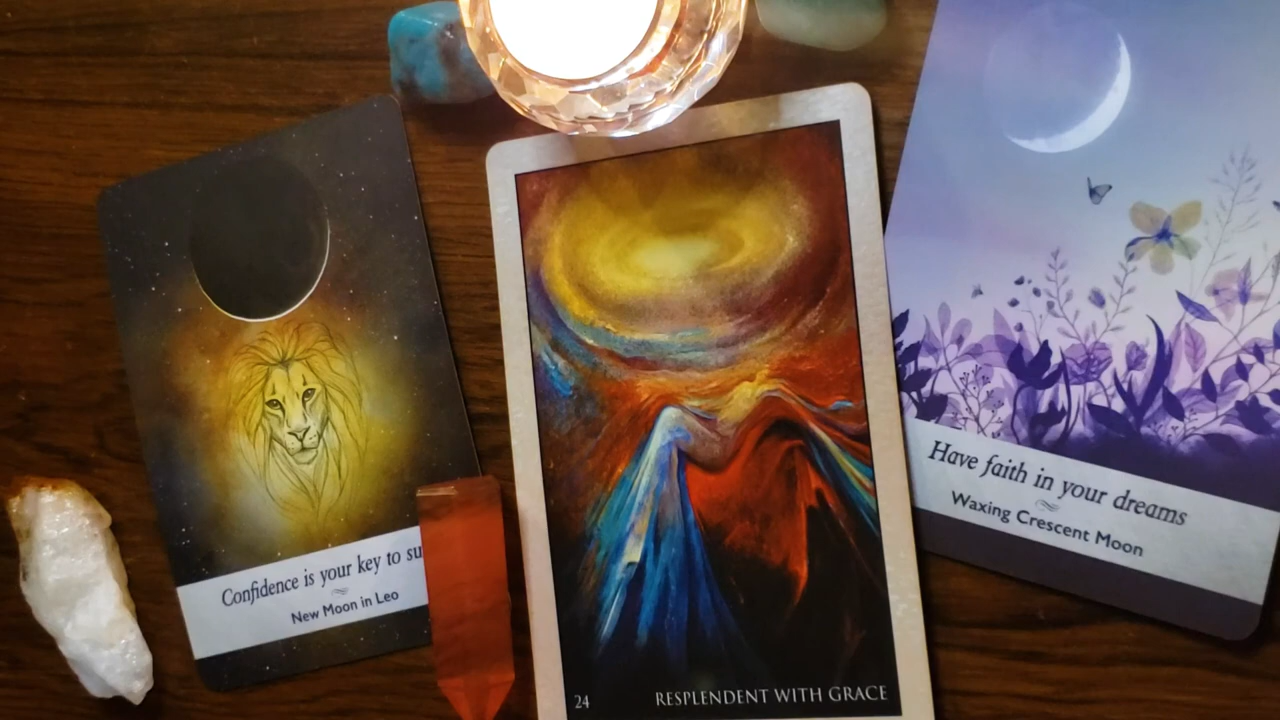 Confidence is your key to
New Moon in Leo
24
RESPLENDENT WITH GRACE
Have faith in your dreams
Waxing Crescent Moon